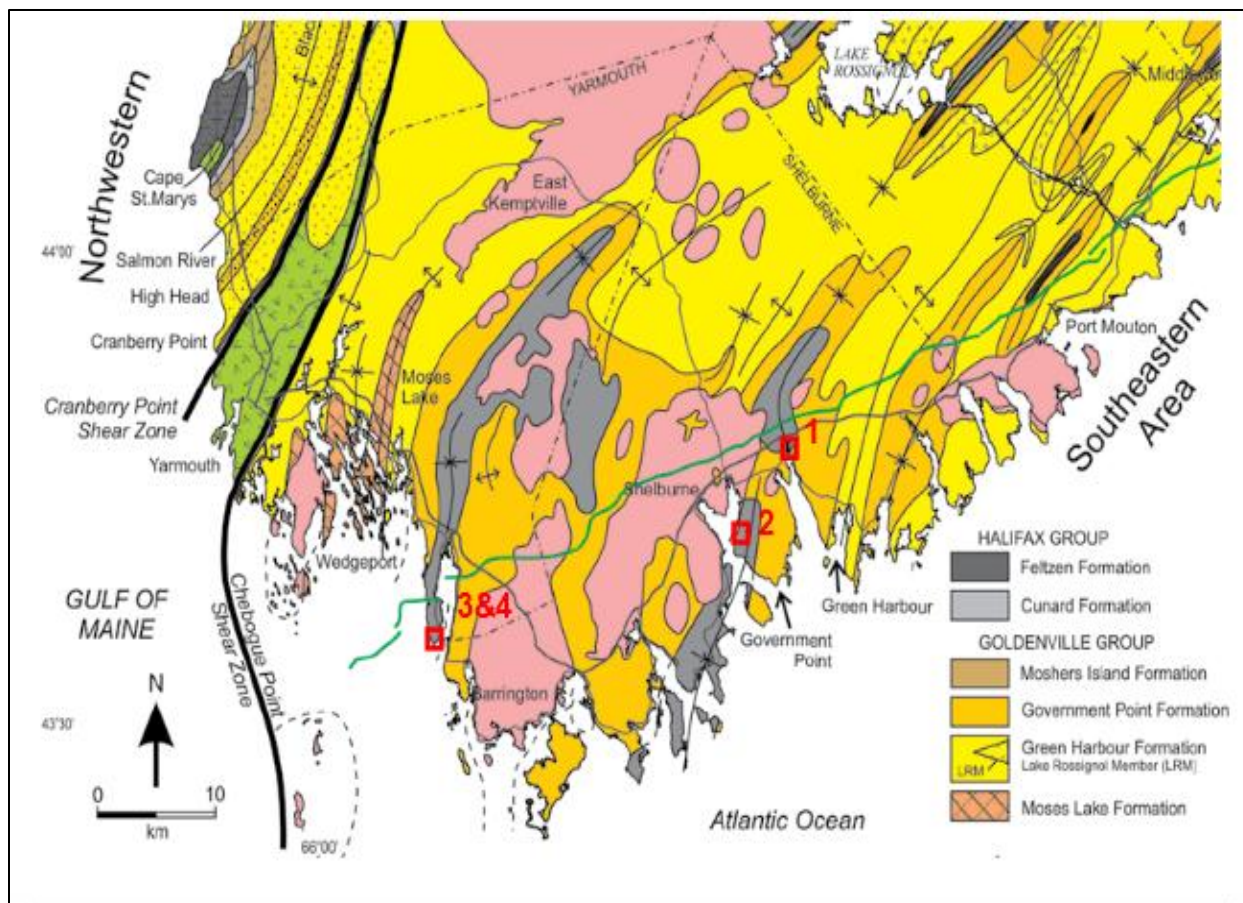 Northwestern
YARMOUTH
LAKE
ROSSIGNOL
SHELBURNE
Cape
St.Marys
East
Kemptville
44°00'
Salmon River
High Head
Cranberry Point
Cranberry Point
Shear Zone
Yarmouth
Moses
Lake
Port Mouton
Southeastern
Area
1
Shelburne
2
Wedgeport
GULF OF
MAINE
Chebogue Point
Shear Zone
3&4
Green Harbour
Government
Point
Barrington
N
43°30'
0 10
km
66°00'
Atlantic Ocean
HALIFAX GROUP
Feltzen Formation
Cunard Formation
GOLDENVILLE GROUP
Moshers Island Formation
Government Point Formation
Green Harbour Formation
LRM Lake Rossignol Member (LRM)
Moses Lake Formation